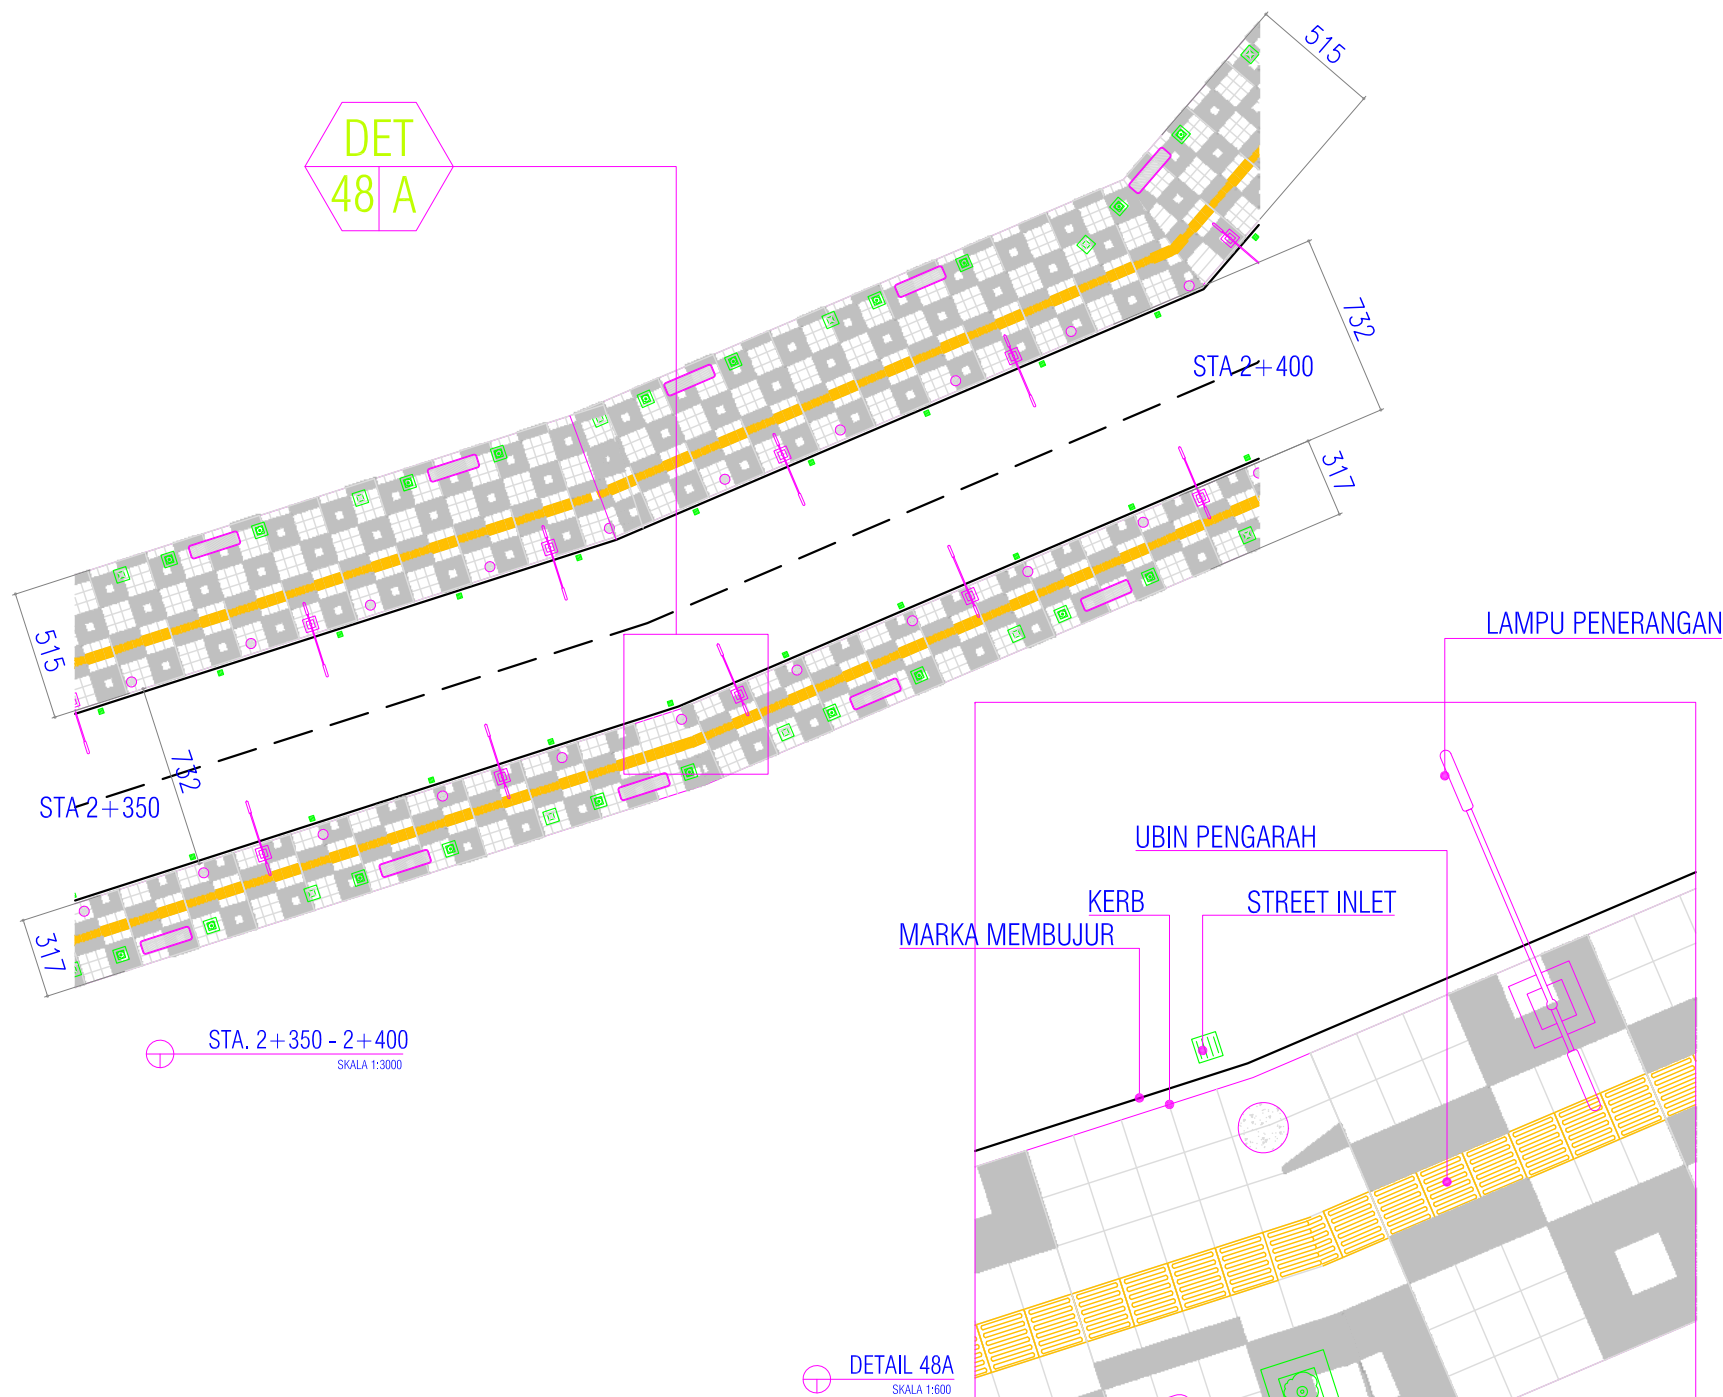 515
DET
48 A
732
STA 2+400
317
515
LAMPU PENERANGAN
732
STA 2+350
UBIN PENGARAH
KERB
STREET INLET
MARKA MEMBUJUR
317
STA. 2+350 - 2+400
SKALA 1:3000
DETAIL 48A
SKALA 1:600